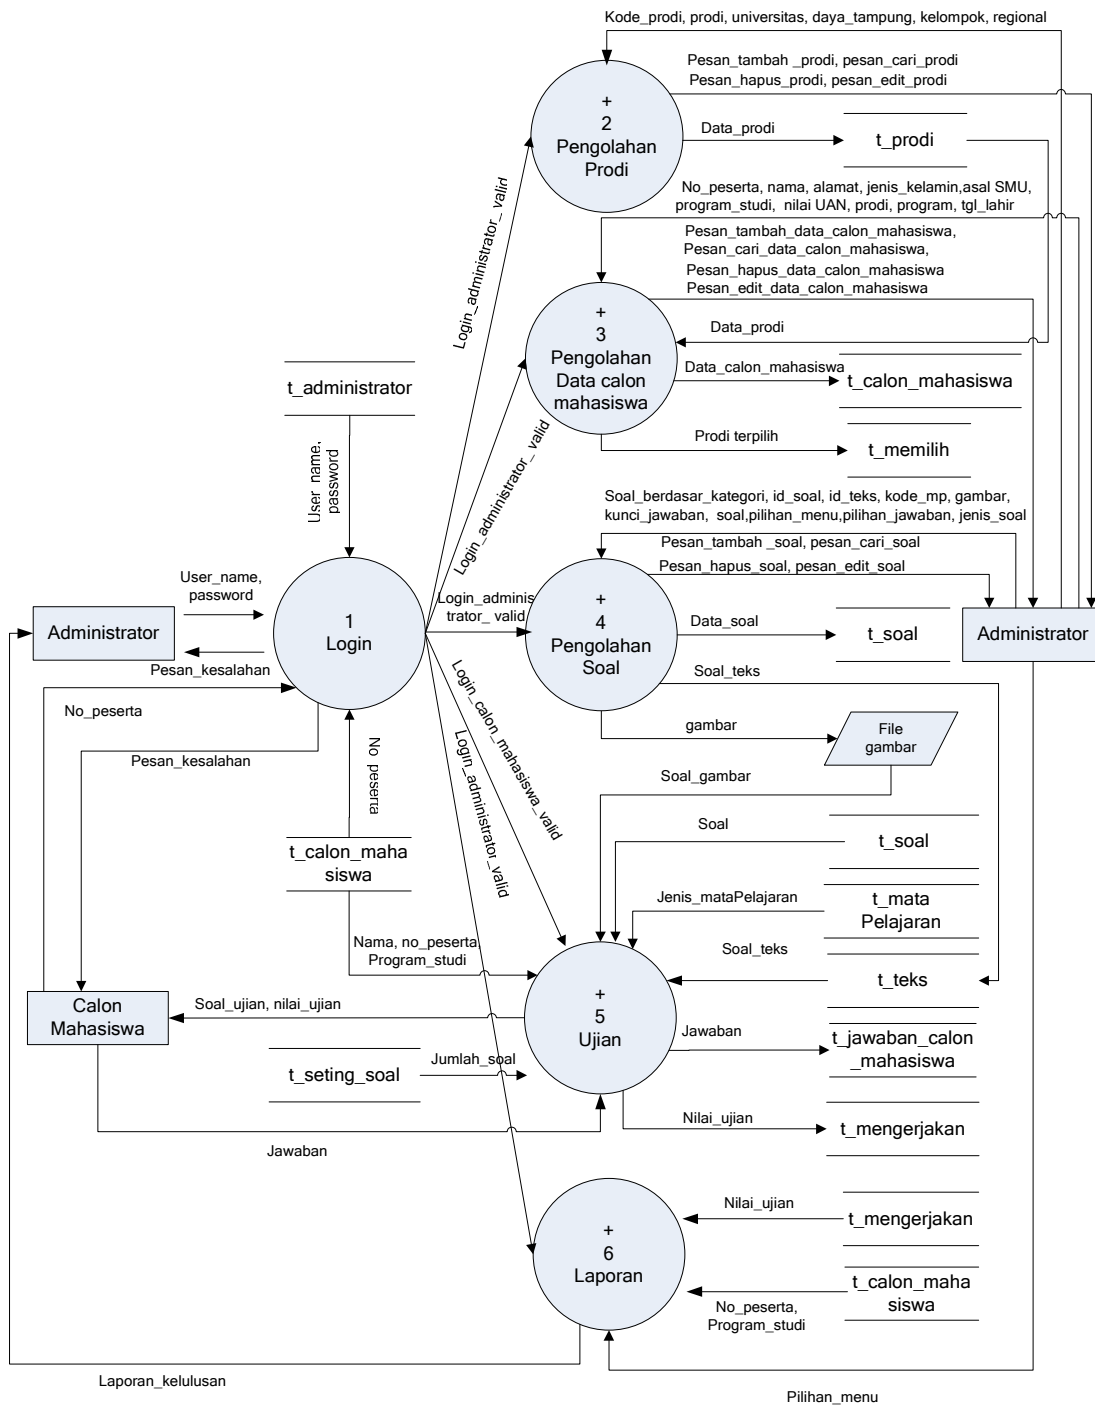 Kode_prodi, prodi, universitas, daya_tampung, kelompok, regional
Pesan_tambah _prodi, pesan_cari_prodi
Pesan_hapus_prodi, pesan_edit_prodi
+
2
Pengolahan
Prodi
Data_prodi
t_prodi
Login_administrator_ valid
No_peserta, nama, alamat, jenis_kelamin,asal SMU,
program_studi, nilai UAN, prodi, program, tgl_lahir
Pesan_tambah_data_calon_mahasiswa,
Pesan_cari_data_calon_mahasiswa,
Pesan_hapus_data_calon_mahasiswa
Pesan_edit_data_calon_mahasiswa
+
3
Pengolahan
Data calon
mahasiswa
Data_prodi
Data_calon_mahasiswa
t_calon_mahasiswa
Prodi terpilih
t_memilih
t_administrator
User name,
password
Login_administrator_ valid
Soal_berdasar_kategori, id_soal, id_teks, kode_mp, gambar,
kunci_jawaban, soal,pilihan_menu,pilihan_jawaban, jenis_soal
Pesan_tambah _soal, pesan_cari_soal
Pesan_hapus_soal, pesan_edit_soal
User_name,
password
Administrator
Pesan_kesalahan
1
Login
Login_adminis
trator_ valid
+
4
Pengolahan
Soal
Data_soal
t_soal
Administrator
Soal_teks
No_peserta
Pesan_kesalahan
No peserta
Login_calon_mahasiswa_valid
Login_administrator_valid
gambar
File
gambar
Soal_gambar
Soal
t_soal
t_calon_maha
siswa
Jenis_mataPelajaran
t_mata
Pelajaran
Nama, no_peserta,
Program_studi
Soal_teks
t_teks
Calon
Mahasiswa
Soal_ujian, nilai_ujian
+
5
Ujian
Jawaban
t_jawaban_calon
_mahasiswa
t_seting_soal
Jumlah_soal
Nilai_ujian
t_mengerjakan
Jawaban
+
6
Laporan
Nilai_ujian
t_mengerjakan
t_calon_maha
siswa
No_peserta,
Program_studi
Laporan_kelulusan
Pilihan_menu